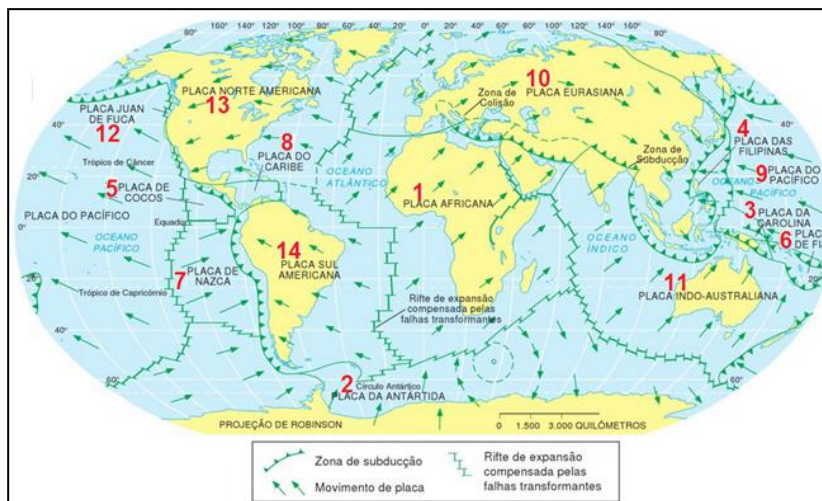 160° 140° 120° 100° 80° 60° 40° 20° 0° 20° 40° 60° 80° 100° 120° 140° 160°
80°
80°
PLACA NORTE AMERICANA
13
10
PLACA EURASIANA
Zona de
Colisão
PLACA JUAN
DE FUCA
12
40°
8
PLACA DO
CARIBE
4
40°
PLACA DAS
FILIPINAS
Zona de
Subducção
Trópico de Câncer
OCEANO
ATLÂNTICO
9
PLACA DO
PACÍFICO
OCEANO
PACÍFICO
20°
5
PLACA DE
COCOS
1
PLACA AFRICANA
3
PLACA DA
CAROLINA
PLACA DO PACÍFICO
Equador
0°
6
OCEANO
PACÍFICO
14
PLACA SUL
AMERICANA
OCEANO
ÍNDICO
7
PLACA DE
NAZCA
11
PLACA INDO-AUSTRALIANA
20°
Trópico de Capricórnio
Rifte de expansão
compensada pelas
falhas transformantes
40°
60°
60°
2
Círculo Antártico
PLACA DA ANTÁRTIDA
PROJEÇÃO DE ROBINSON
0 1.500 3.000 QUILÔMETROS
Zona de subducção
Movimento de placa
Rifte de expansão
compensada pelas
falhas transformantes